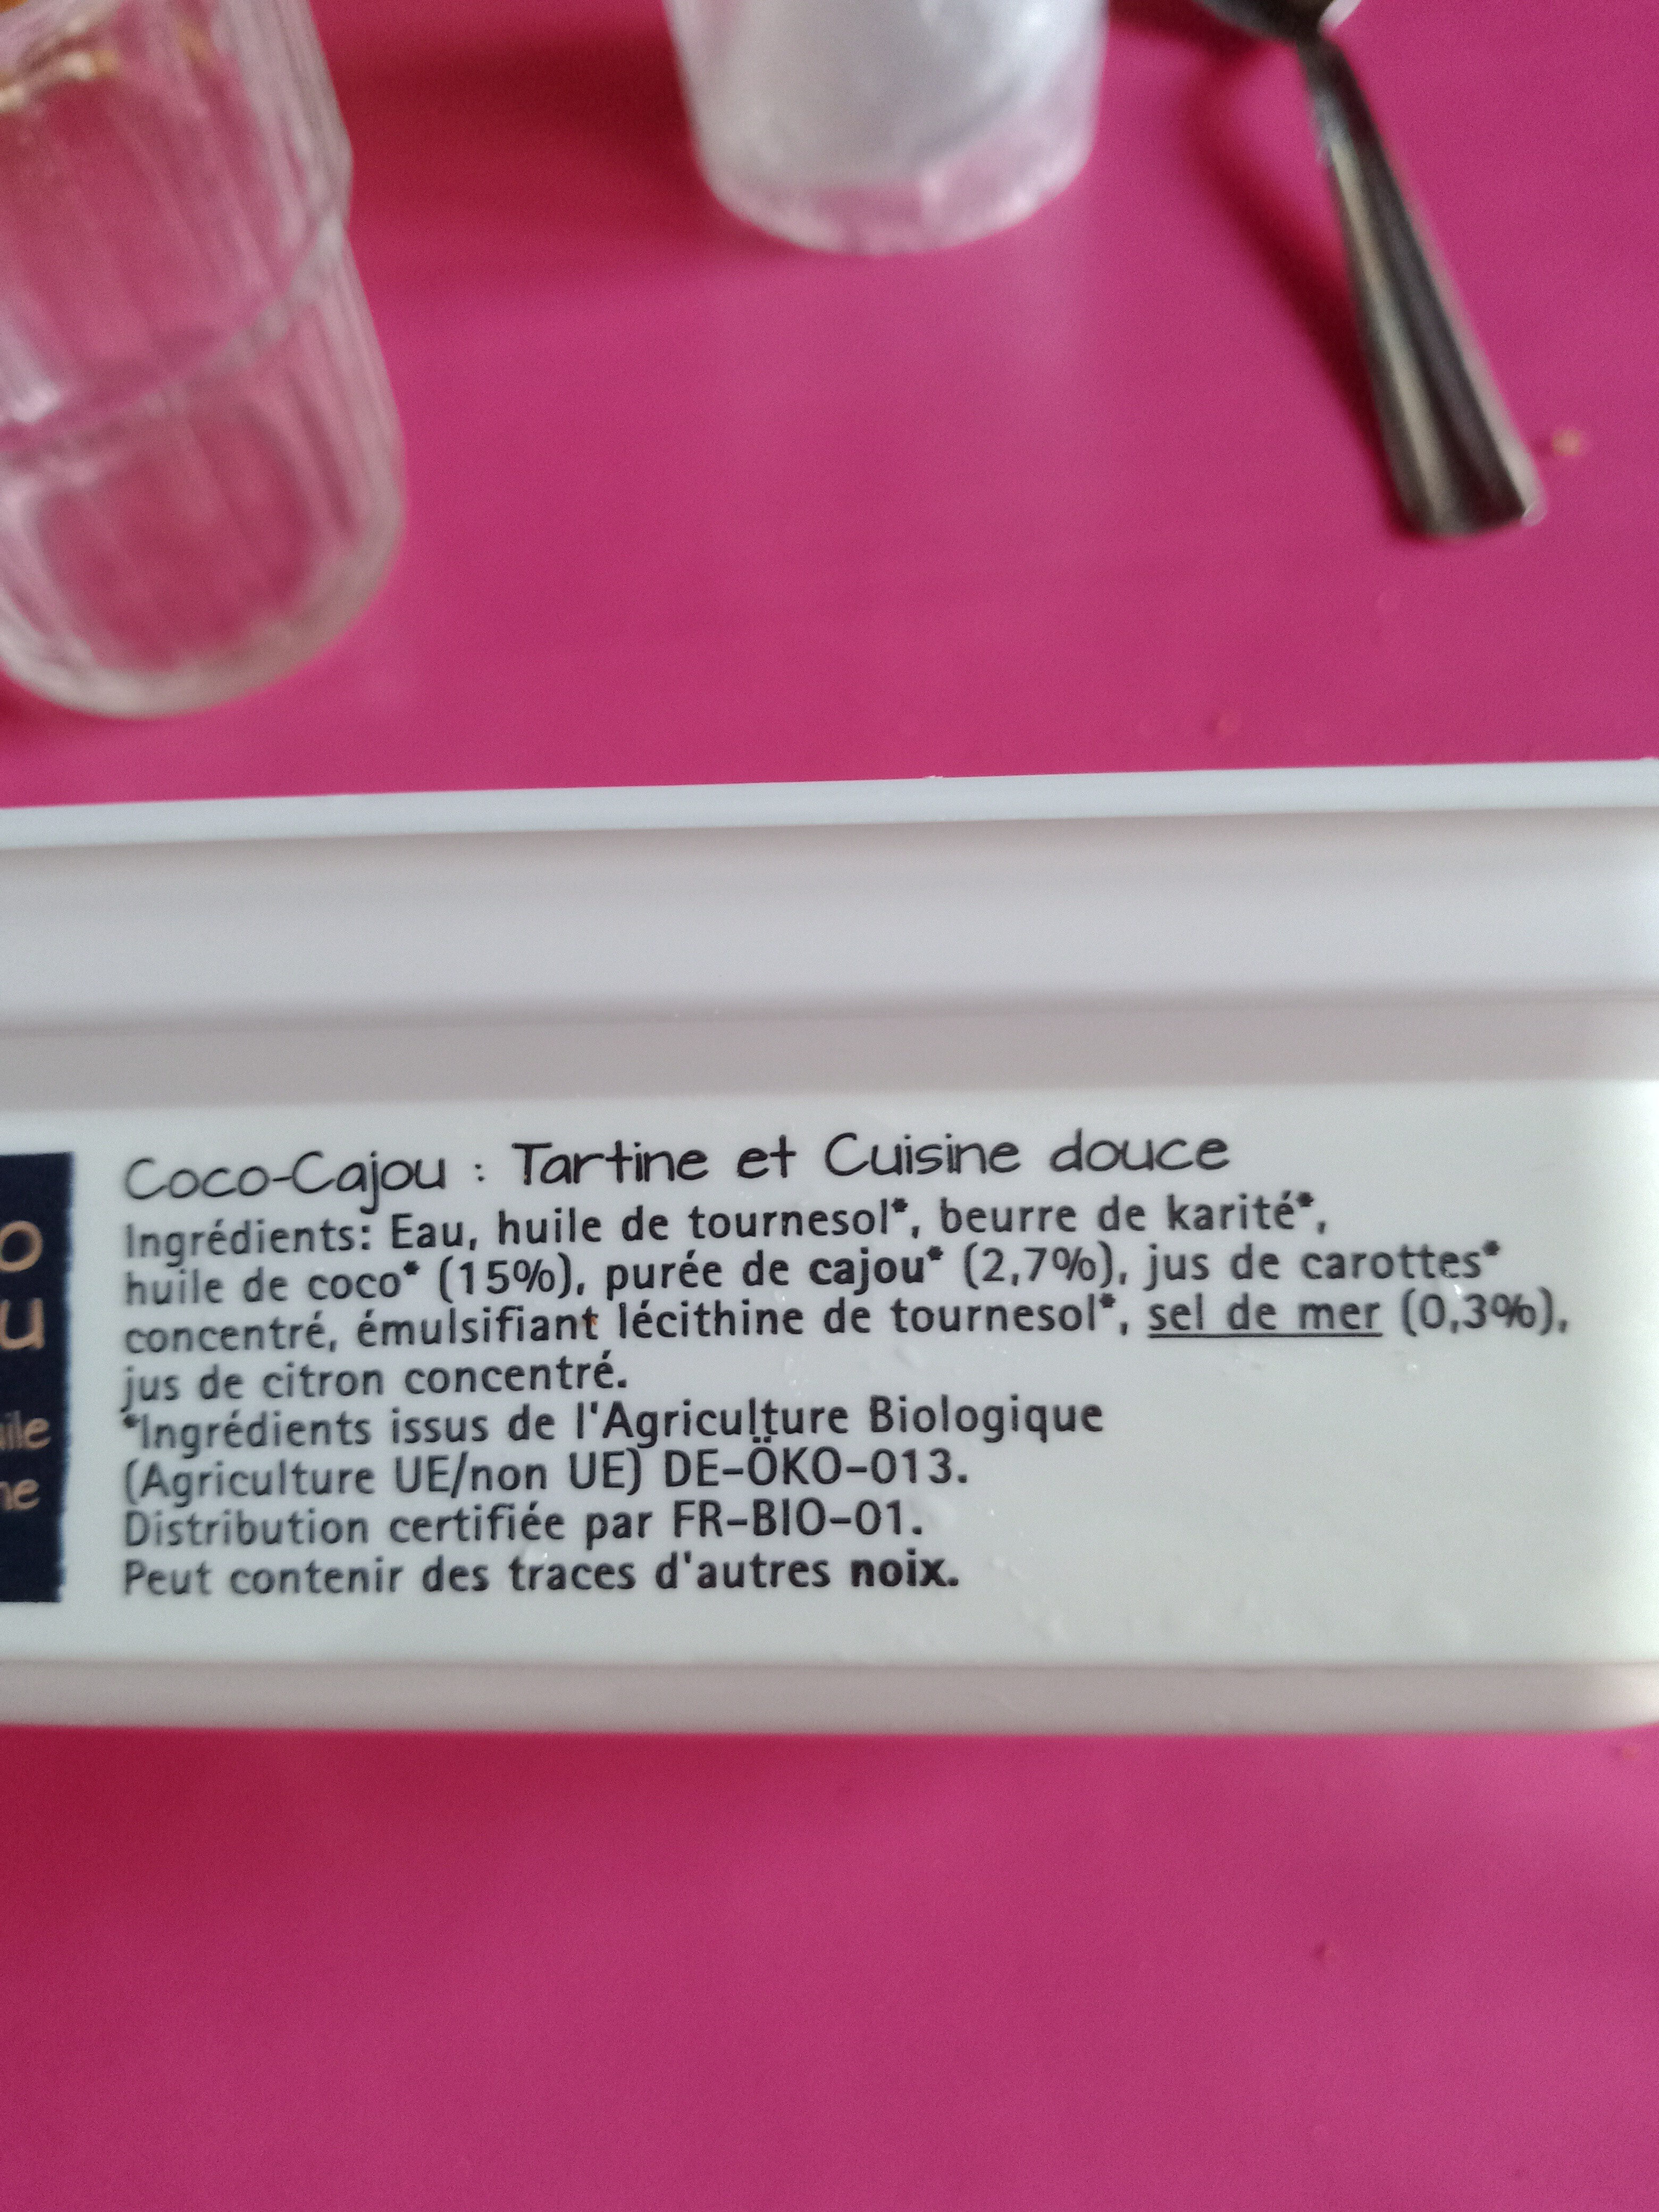 Coco-Cajou : Tartine et Cuisine douce
Ingrédients: Eau, huile de tournesol*, beurre de karité*,
huile de coco* (15%), purée de cajou* (2,7%), jus de carottes*
concentré, émulsifiant lécithine de tournesol*, sel de mer (0,3%),
jus de citron concentré.
*Ingrédients issus de l'Agriculture Biologique
(Agriculture UE/non UE) DE-ÖKO-013.
Distribution certifiée par FR-BIO-01.
Peut contenir des traces d'autres noix.